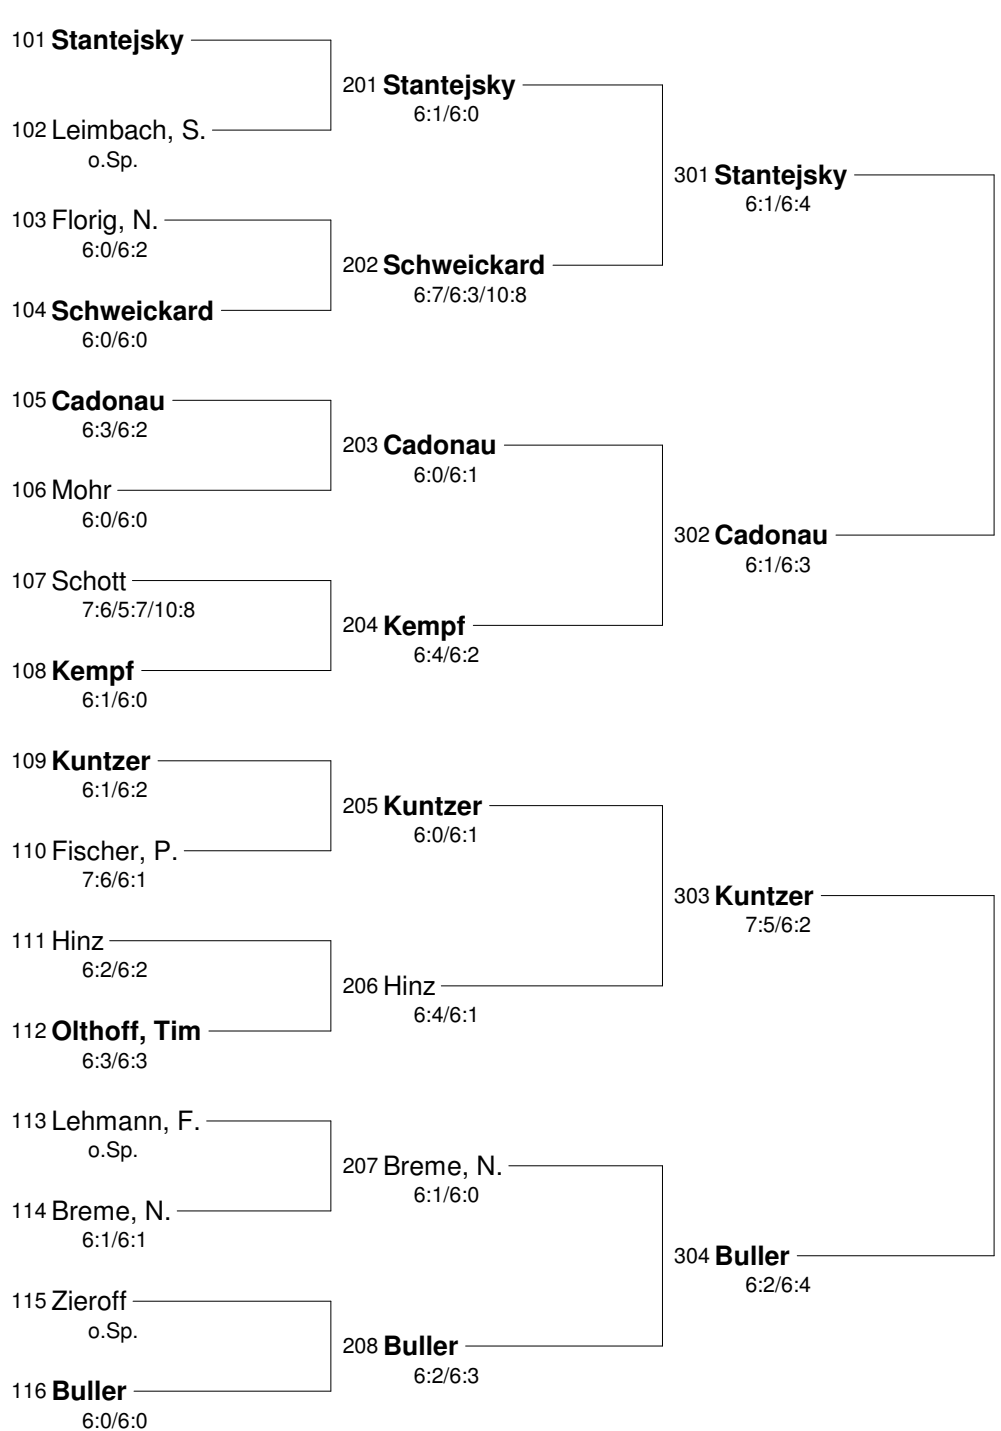 101 Stantejsky
102 Leimbach, S.
o.Sp.
103 Florig, N.
6:0/6:2
104 Schweickard
6:0/6:0
105 Cadonau
6:3/6:2
106 Mohr
6:0/6:0
107 Schott
7:6/5:7/10:8
108 Kempf
6:1/6:0
109 Kuntzer
6:1/6:2
110 Fischer, P.
7:6/6:1
111 Hinz
6:2/6:2
112 Olthoff, Tim
6:3/6:3
113 Lehmann, F.
o.Sp.
114 Breme, N.
6:1/6:1
115 Zieroff
o.Sp.
116 Buller
6:0/6:0
201 Stantejsky
6:1/6:0
202 Schweickard
6:7/6:3/10:8
203 Cadonau
6:0/6:1
204 Kempf
6:4/6:2
205 Kuntzer
6:0/6:1
206 Hinz
6:4/6:1
207 Breme, N.
6:1/6:0
208 Buller
6:2/6:3
301 Stantejsky
6:1/6:4
302 Cadonau
6:1/6:3
303 Kuntzer
7:5/6:2
304 Buller
6:2/6:4